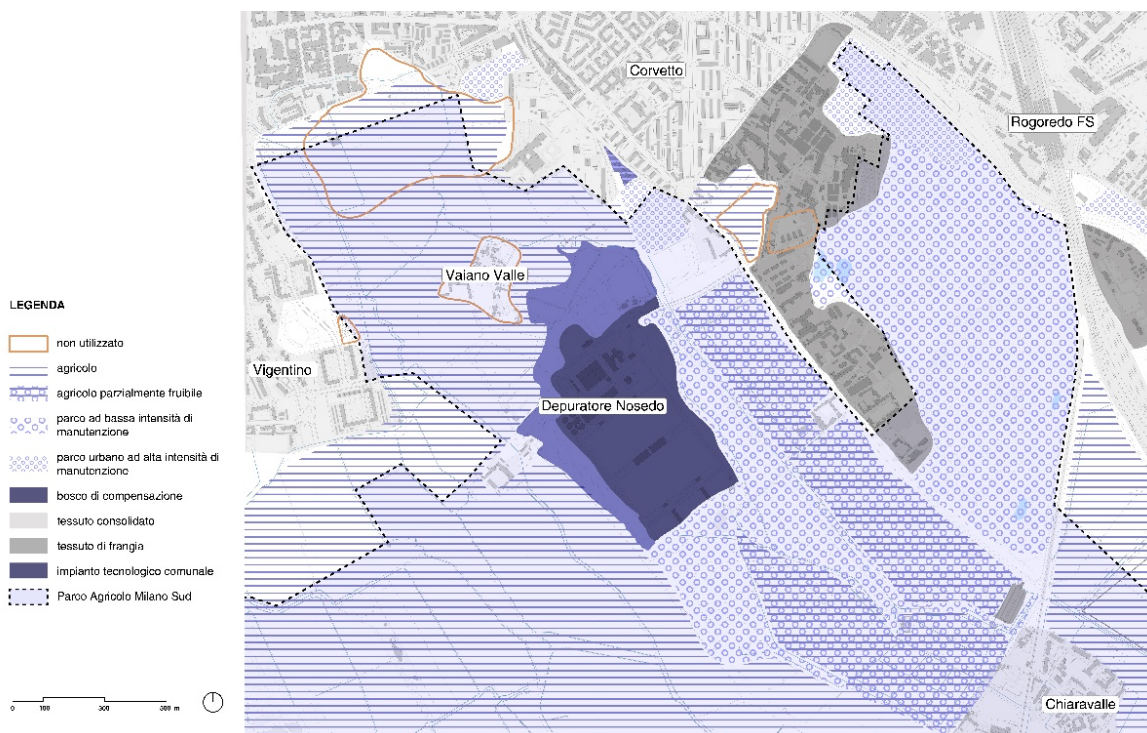 Corvetto
Rogoredo FS
Vaiano Valle
Vigentino
Depuratore Nosedo
Chiaravalle
LEGENDA
non utilizzato
agricolo
agricolo parzialmente fruibile
parco ad bassa intensità di
manutenzione
parco urbano ad alta intensità di
manutenzione
bosco di compensazione
tessuto consolidato
tessuto di frangia
impianto tecnologico comunale
Parco Agricolo Milano Sud